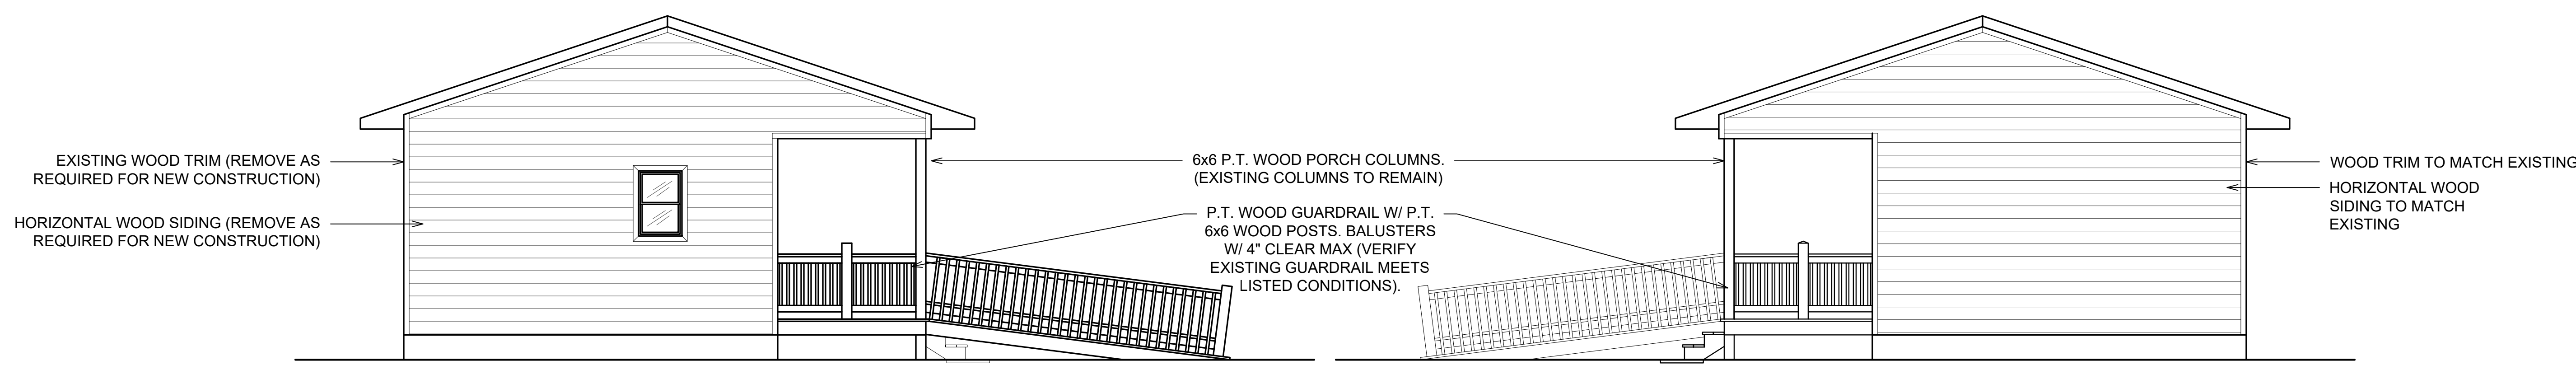 EXISTING WOOD TRIM (REMOVE AS
REQUIRED FOR NEW CONSTRUCTION)
HORIZONTAL WOOD SIDING (REMOVE AS
REQUIRED FOR NEW CONSTRUCTION)
6x6 P.T. WOOD PORCH COLUMNS.
(EXISTING COLUMNS TO REMAIN)
P.T. WOOD GUARDRAIL W/ P.T.
6x6 WOOD POSTS. BALUSTERS
W/ 4" CLEAR MAX (VERIFY
EXISTING GUARDRAIL MEETS
LISTED CONDITIONS).
WOOD TRIM TO MATCH EXISTING
HORIZONTAL WOOD
SIDING TO MATCH
EXISTING